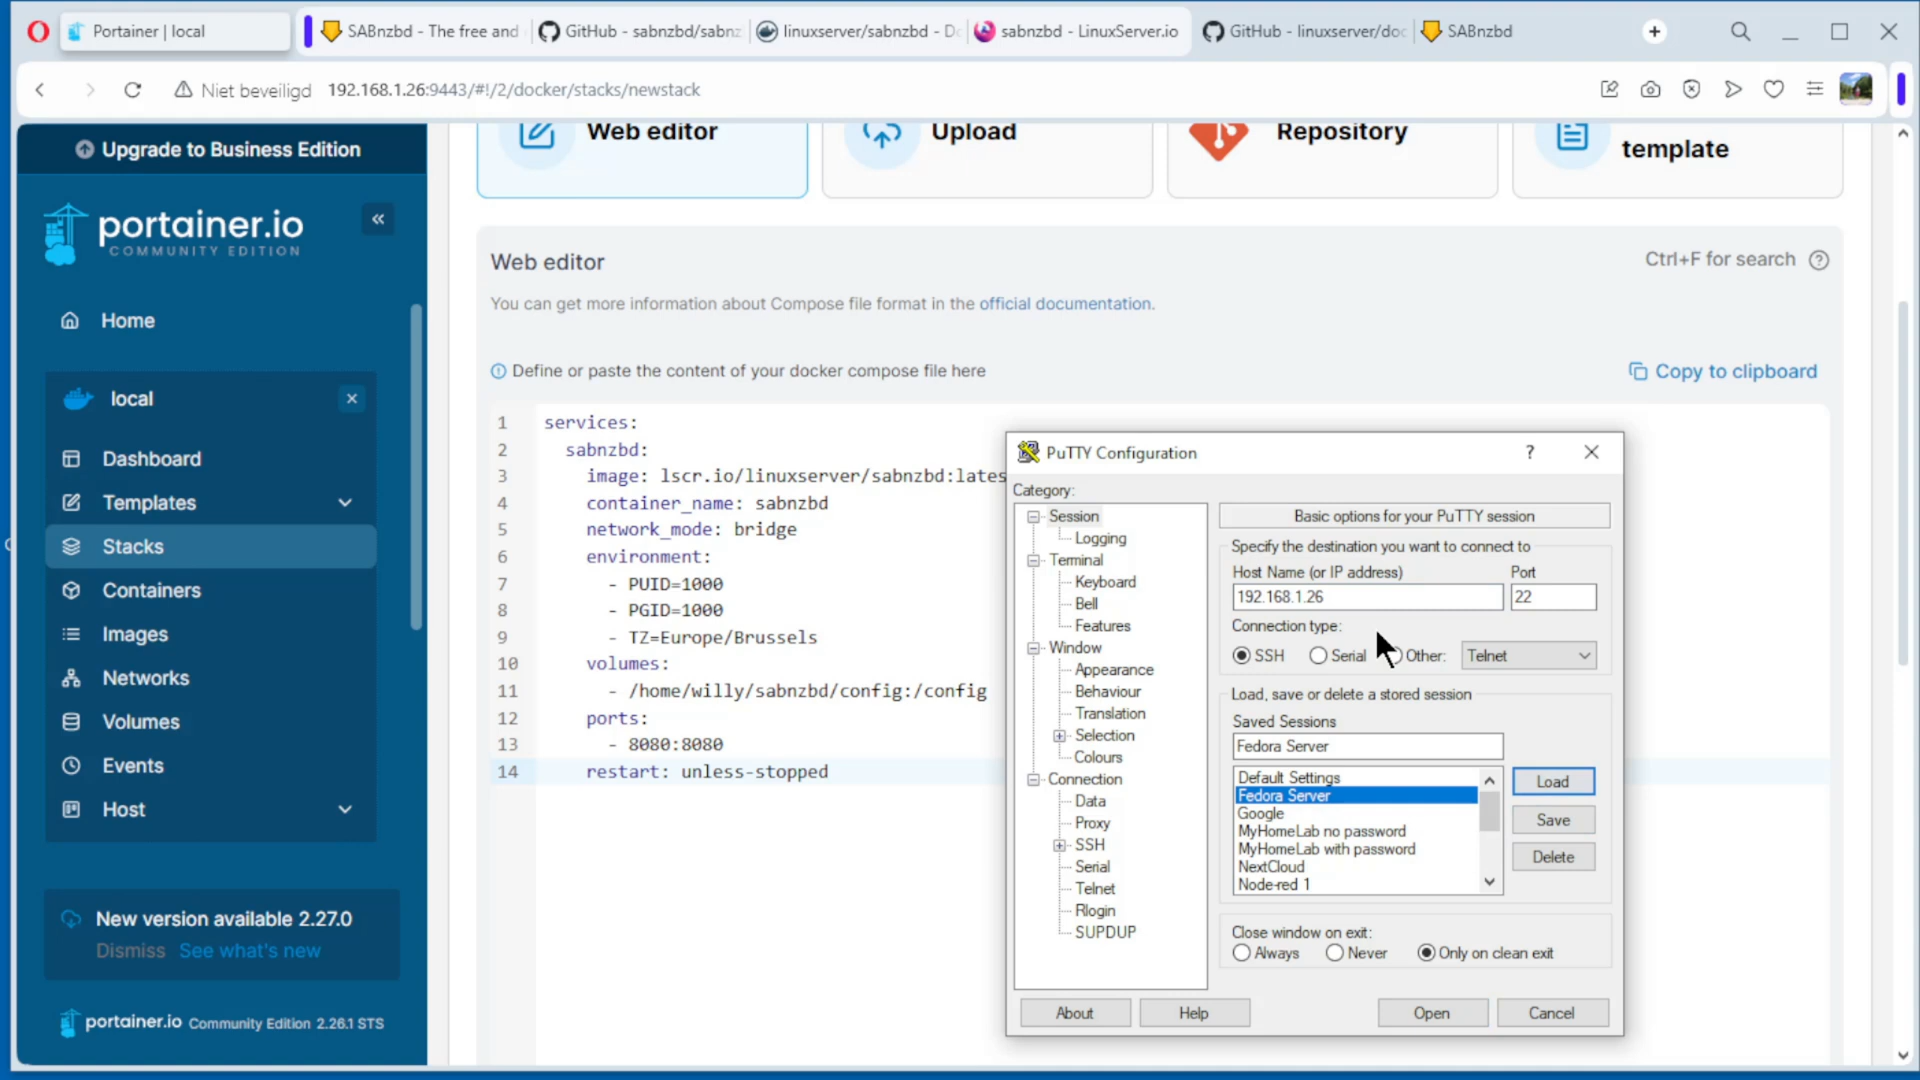 Portainer | local
SABnzbd - The free and
GitHub - sabnzbd/sabnz
linuxserver/sabnzbd - Do
sabnzbd - LinuxServer.io
GitHub - linuxserver/doc
SABnzbd
Niet beveiligd
192.168.1.26:9443/#!/2/docker/stacks/newstack
Upgrade to Business Edition
portainer.io
COMMUNITY EDITION
Home
local
Dashboard
Templates
Stacks
Containers
Images
Networks
Volumes
Events
Host
New version available 2.27.0
Dismiss See what's new
portainer.io Community Edition 2.26.1 STS
Web editor
Upload
Repository
template
Web editor
Ctrl+F for search
You can get more information about Compose file format in the official documentation.
Define or paste the content of your docker compose file here
Copy to clipboard
1 services:
2 sabnzbd:
3 image: lscr.io/linuxserver/sabnzbd:lates
4 container_name: sabnzbd
5 network_mode: bridge
6 environment:
7 - PUID=1000
8 - PGID=1000
9 - TZ=Europe/Brussels
10 volumes:
11 - /home/willy/sabnzbd/config:/config
12 ports:
13 - 8080:8080
14 restart: unless-stopped
PuTTY Configuration
?
Category:
Session
Logging
Terminal
Keyboard
Bell
Features
Window
Appearance
Behaviour
Translation
Selection
Colours
Connection
Data
Proxy
SSH
Serial
Telnet
Rlogin
SUPDUP
Basic options for your PuTTY session
Specify the destination you want to connect to
Host Name (or IP address) Port
192.168.1.26 22
Connection type:
SSH Serial Other: Telnet
Load, save or delete a stored session
Saved Sessions
Fedora Server
Default Settings
Fedora Server
Google
MyHomeLab no password
MyHomeLab with password
NextCloud
Node-red 1
Load
Save
Delete
Close window on exit:
Always Never Only on clean exit
About Help Open Cancel